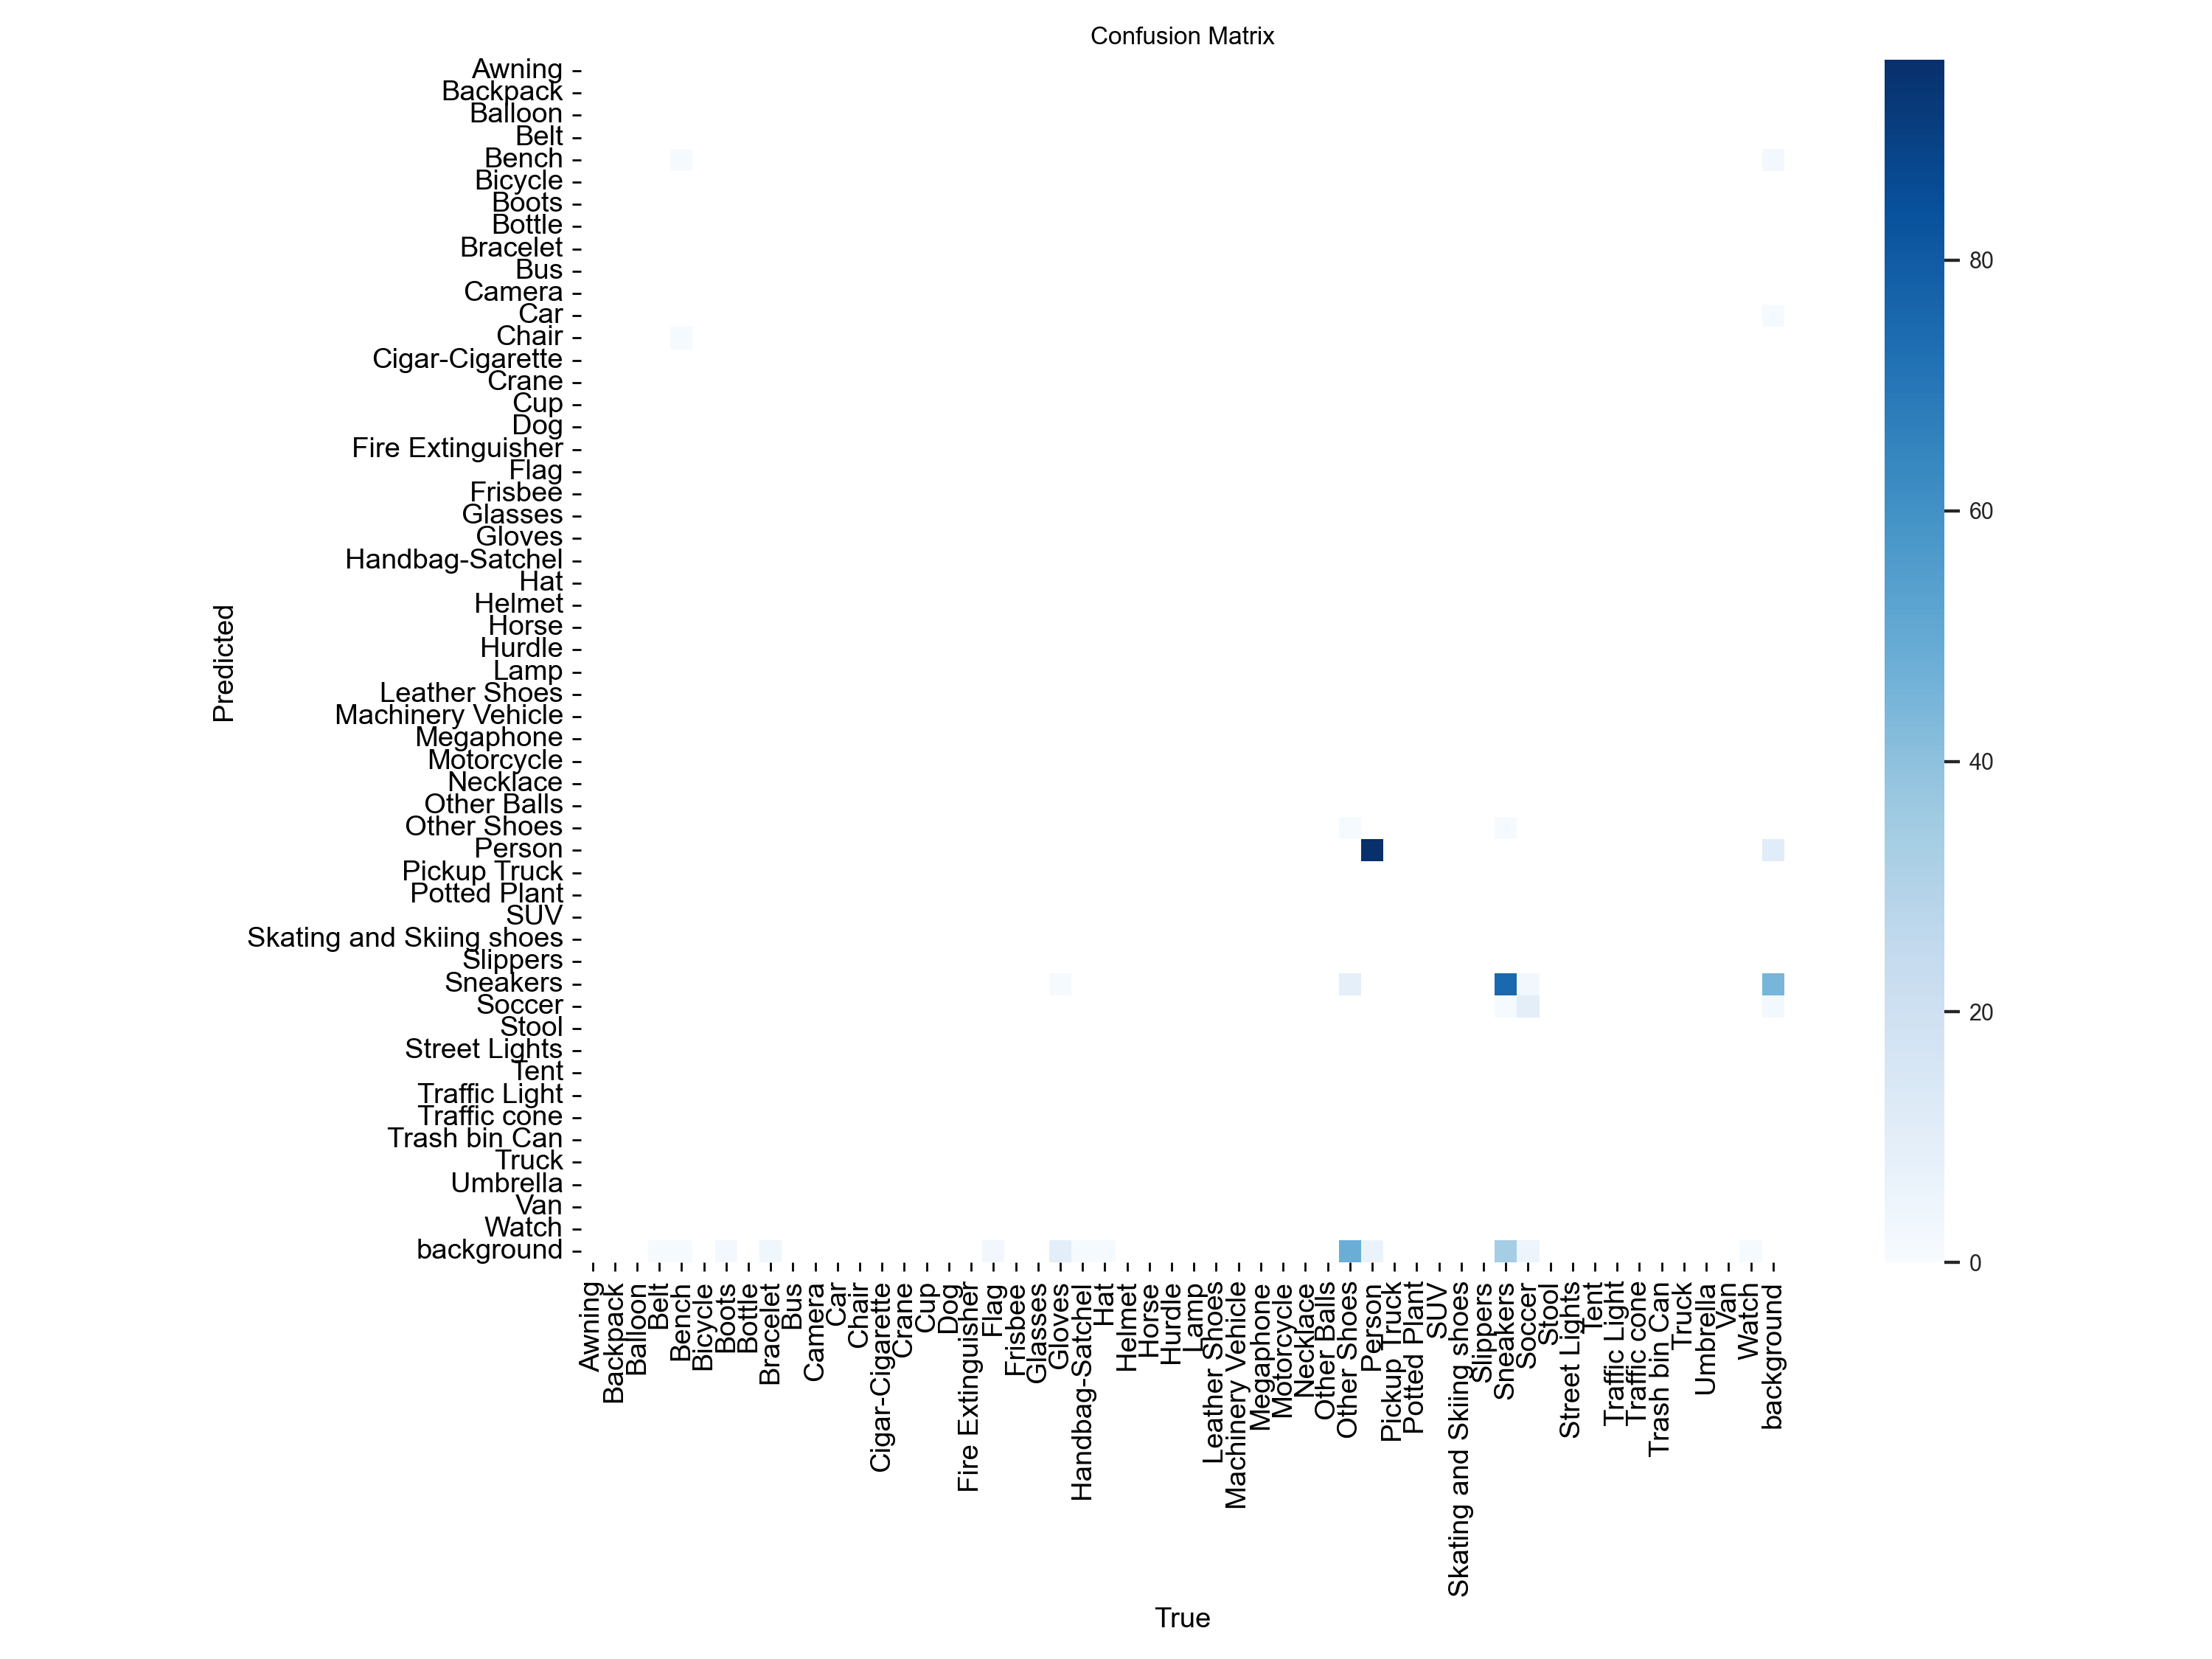 Confusion Matrix
Awning
Backpack
Balloon
Belt
Bench
Bicycle
Boots
Bottle
Bracelet
Bus
Camera
Car
Chair
Cigar-Cigarette
Crane
Cup
Dog
Fire Extinguisher
Flag
Frisbee
Glasses
Gloves
Handbag-Satchel
Hat
Helmet
Horse
Hurdle
Lamp
Leather Shoes
Machinery Vehicle
Megaphone
Motorcycle
Necklace
Other Balls
Other Shoes
Person
Pickup Truck
Potted Plant
SUV
Skating and Skiing shoes
Slippers
Sneakers
Soccer
Stool
Street Lights
Tent
Traffic Light
Traffic cone
Trash bin Can
Truck
Umbrella
Van
Watch
background
Predicted
Awning
Backpack
Balloon
Belt
Bench
Bicycle
Boots
Bottle
Bracelet
Bus
Camera
Car
Chair
Cigar-Cigarette
Crane
Cup
Dog
Fire Extinguisher
Flag
Frisbee
Glasses
Gloves
Handbag-Satchel
Hat
Helmet
Horse
Hurdle
Lamp
Leather Shoes
Machinery Vehicle
Megaphone
Motorcycle
Necklace
Other Balls
Other Shoes
Person
Pickup Truck
Potted Plant
SUV
Skating and Skiing shoes
Slippers
Sneakers
Soccer
Stool
Street Lights
Tent
Traffic Light
Traffic cone
Trash bin Can
Truck
Umbrella
Van
Watch
background
True
80
60
40
20
0